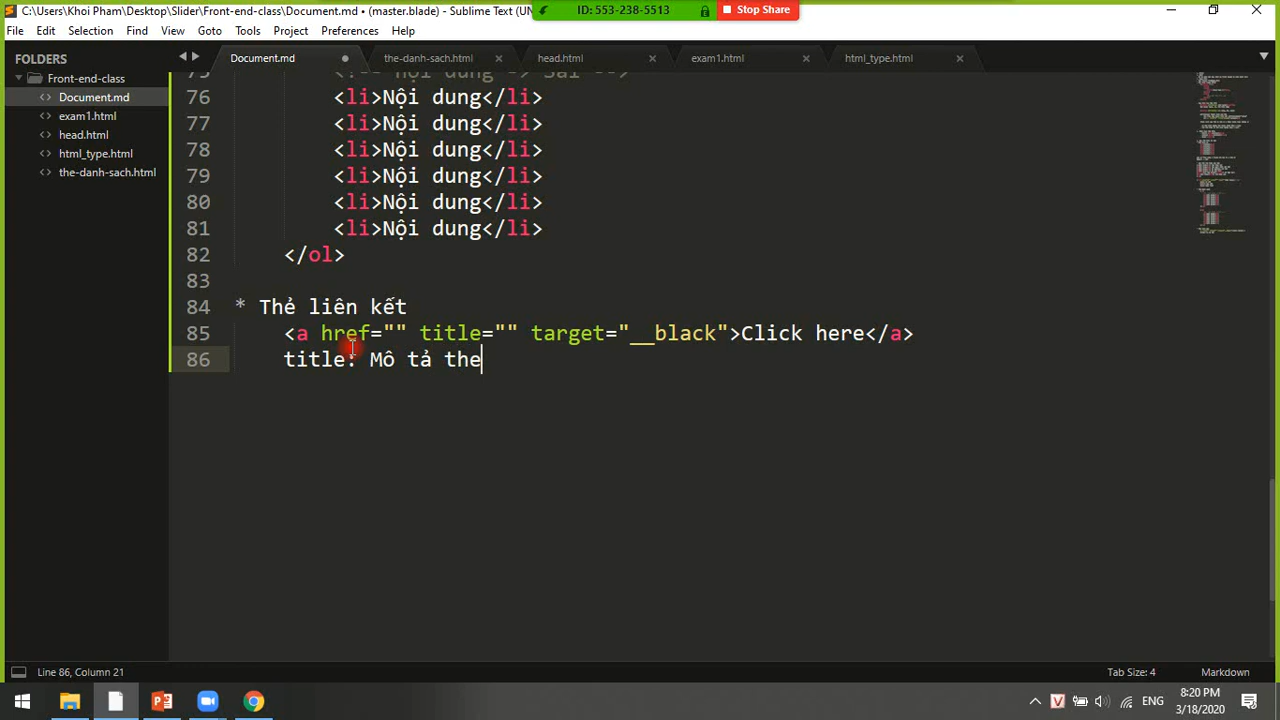 C:\Users\Khoi Pham\Desktop\Slider\Front-end-class\Document.md • (master.blade) - Sublime Text (UN
ID: 553-238-5513
Stop Share
File Edit Selection Find View Goto Tools Project Preferences Help
FOLDERS
Front-end-class
Document.md
exam1.html
head.html
html_type.html
the-danh-sach.html
Document.md the-danh-sach.html head.html exam1.html html_type.html
75 <!-- nội dung -> Sai -->
76 <li>Nội dung</li>
77 <li>Nội dung</li>
78 <li>Nội dung</li>
79 <li>Nội dung</li>
80 <li>Nội dung</li>
81 <li>Nội dung</li>
82 </ol>
83
84 * Thẻ liên kết
85 <a href="" title="" target="__black">Click here</a>
86 title: Mô tả the
Line 86, Column 21
Tab Size: 4
Markdown
ENG
8:20 PM
3/18/2020